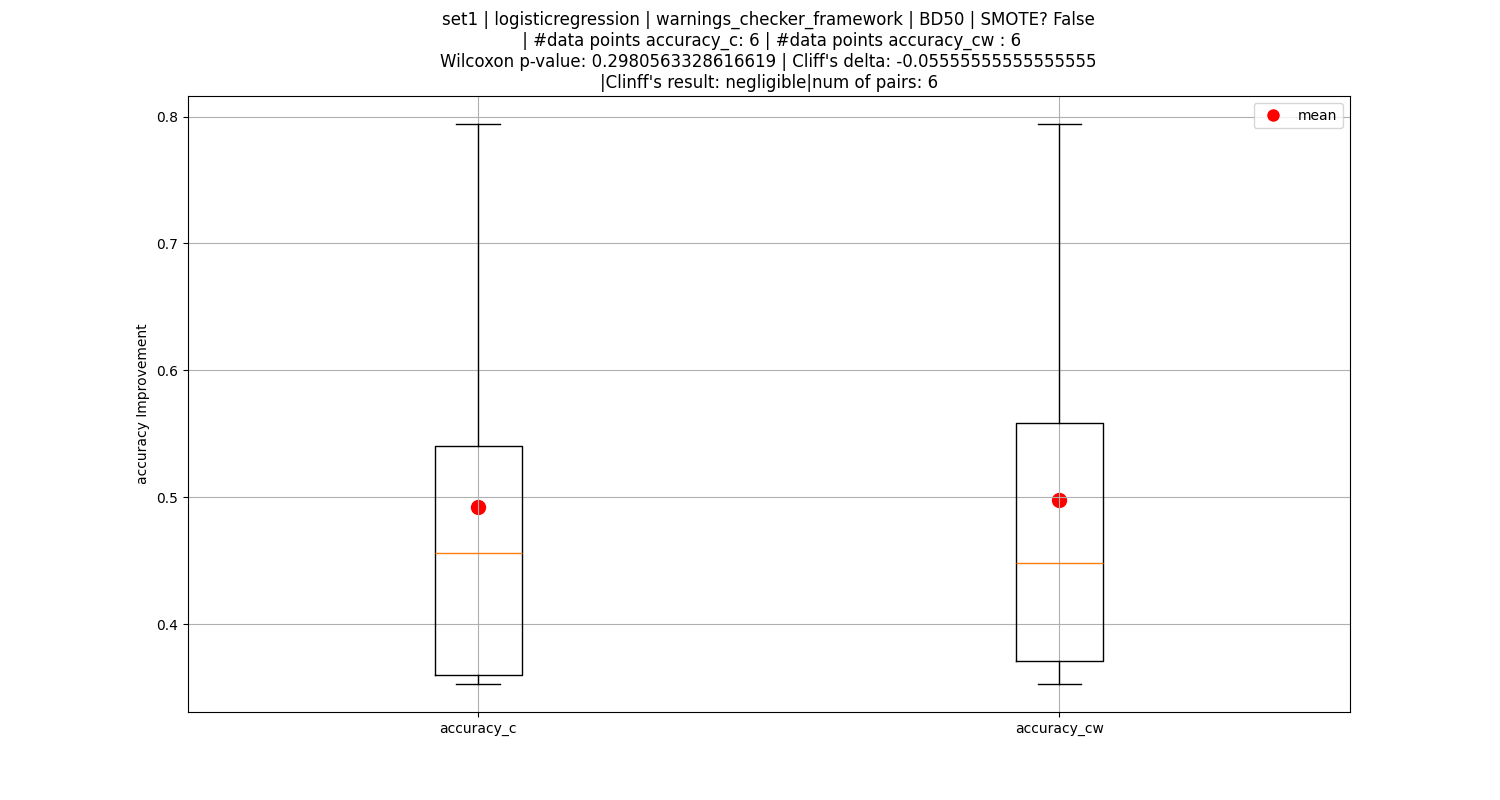 set1 | logisticregression | warnings_checker_framework | BD50 | SMOTE? False
| #data points accuracy_c: 6 | #data points accuracy_cw : 6
Wilcoxon p-value: 0.2980563328616619 | Cliff's delta: -0.05555555555555555
|Clinff's result: negligible|num of pairs: 6
mean
0.8
0.7
0.6
0.5
0.4
accuracy Improvement
accuracy_c
accuracy_cw